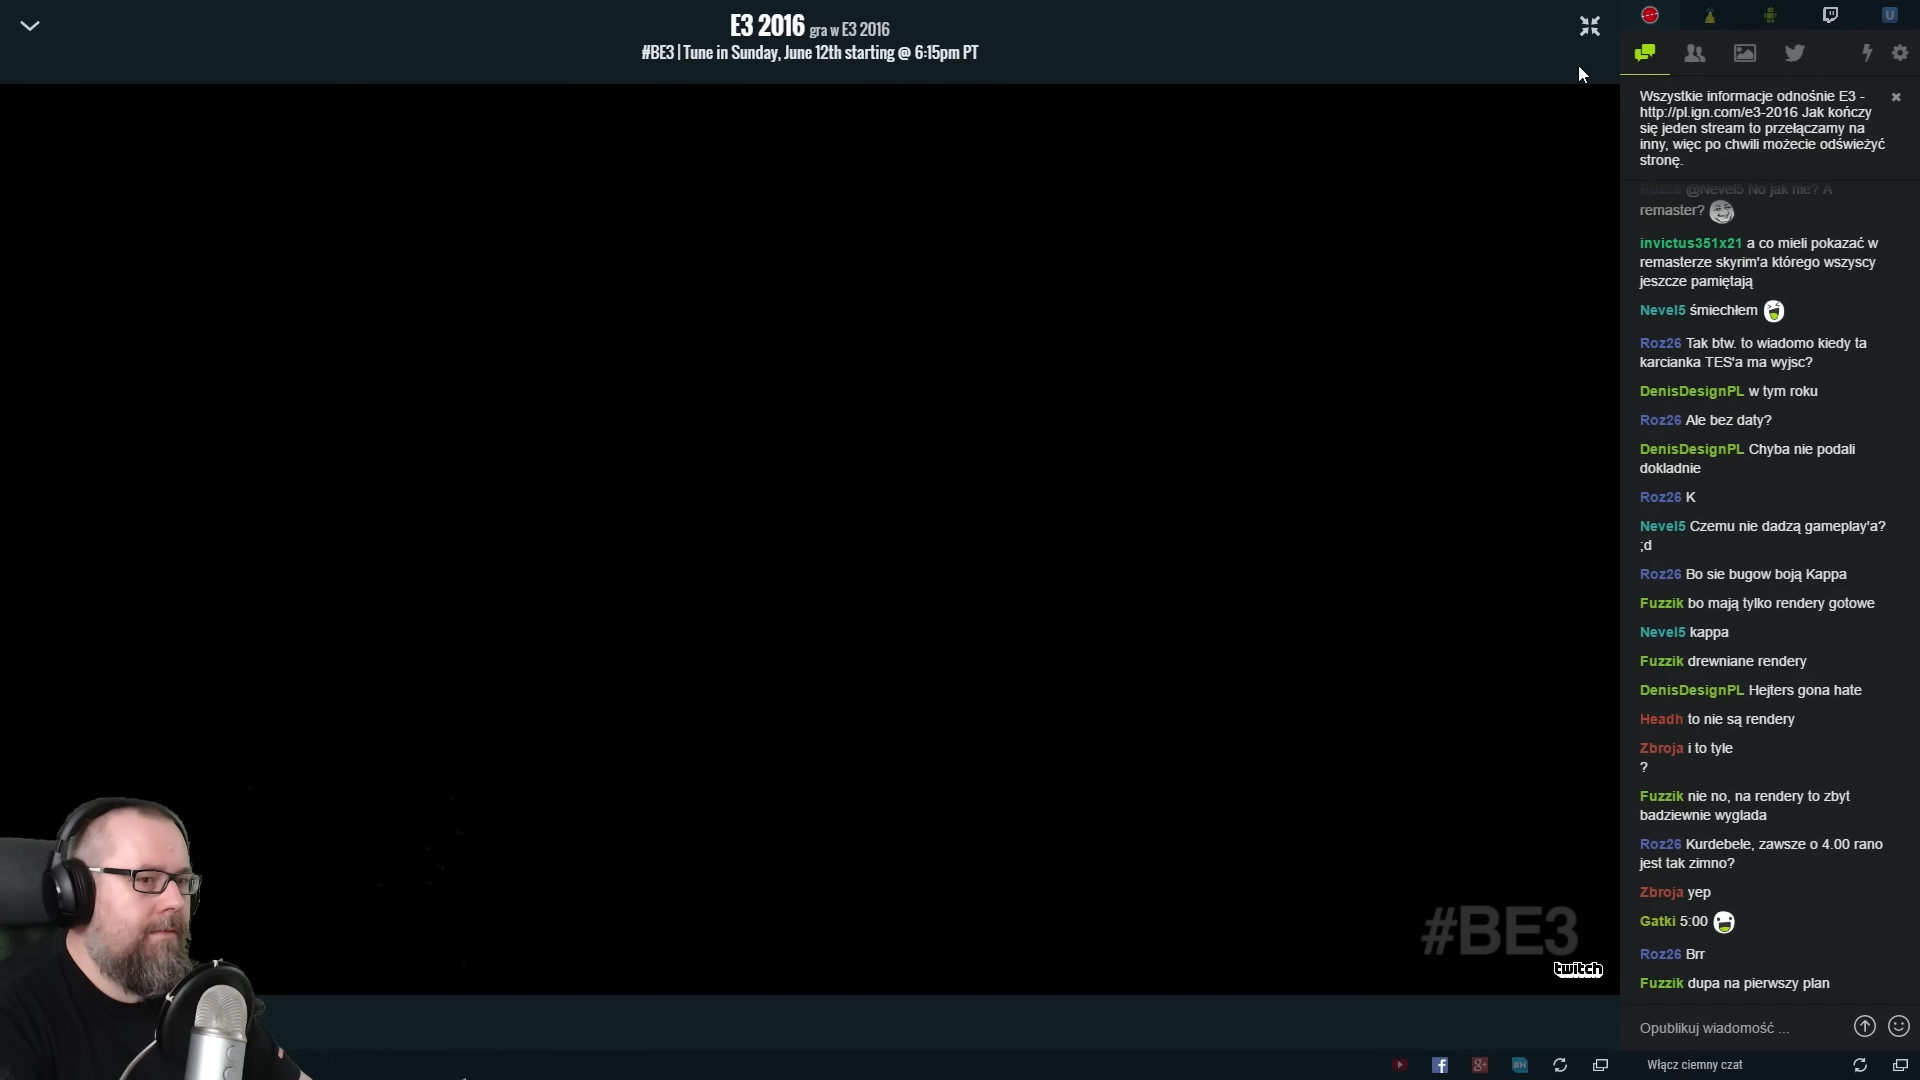 E3 2016 gra w E3 2016
#BE3 | Tune in Sunday, June 12th starting @ 6:15pm PT
Wszystkie informacje odnośnie E3 -
http://pl.ign.com/e3-2016 Jak kończy
się jeden stream to przełączamy na
inny, więc po chwili możecie odświeżyć
stronę.
Roz26 @Nevel5 No jak nie? A
remaster?
invictus351x21 a co mieli pokazać w
remasterze skyrim'a którego wszyscy
jeszcze pamiętają
Nevel5 śmiechłem
Roz26 Tak btw. to wiadomo kiedy ta
karcianka TES'a ma wyjsc?
DenisDesignPL w tym roku
Roz26 Ale bez daty?
DenisDesignPL Chyba nie podali
dokladnie
Roz26 K
Nevel5 Czemu nie dadzą gameplay'a?
;d
Roz26 Bo sie bugow boją Kappa
Fuzzik bo mają tylko rendery gotowe
Nevel5 kappa
Fuzzik drewniane rendery
DenisDesignPL Hejters gona hate
Headh to nie są rendery
Zbroja i to tyle
?
Fuzzik nie no, na rendery to zbyt
badziewnie wyglada
Roz26 Kurdebele, zawsze o 4.00 rano
jest tak zimno?
Zbroja yep
Gatki 5:00
Roz26 Brr
Fuzzik dupa na pierwszy plan
#BE3
twitch
Opublikuj wiadomość ...
Włącz ciemny czat